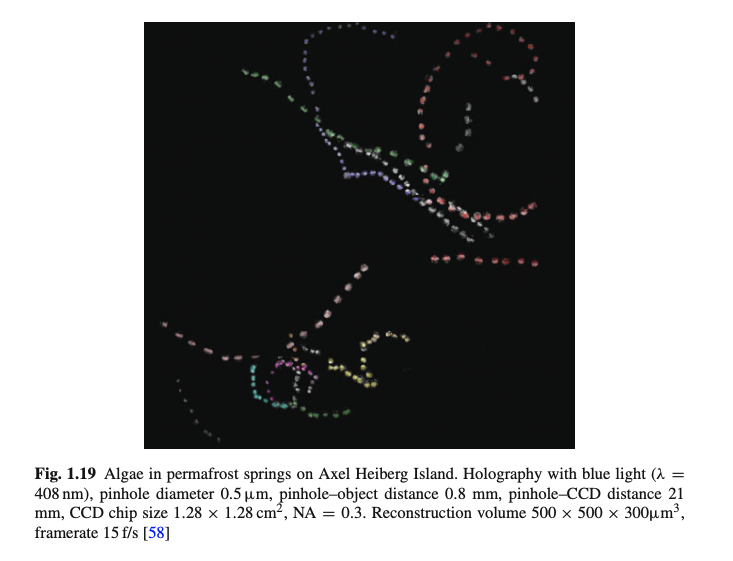 Fig. 1.19 Algae in permafrost springs on Axel Heiberg Island. Holography with blue light (λ =
408 nm), pinhole diameter 0.5 μm, pinhole–object distance 0.8 mm, pinhole–CCD distance 21
mm, CCD chip size 1.28 × 1.28 cm², NA = 0.3. Reconstruction volume 500 × 500 × 300μm³,
framerate 15 f/s [58]